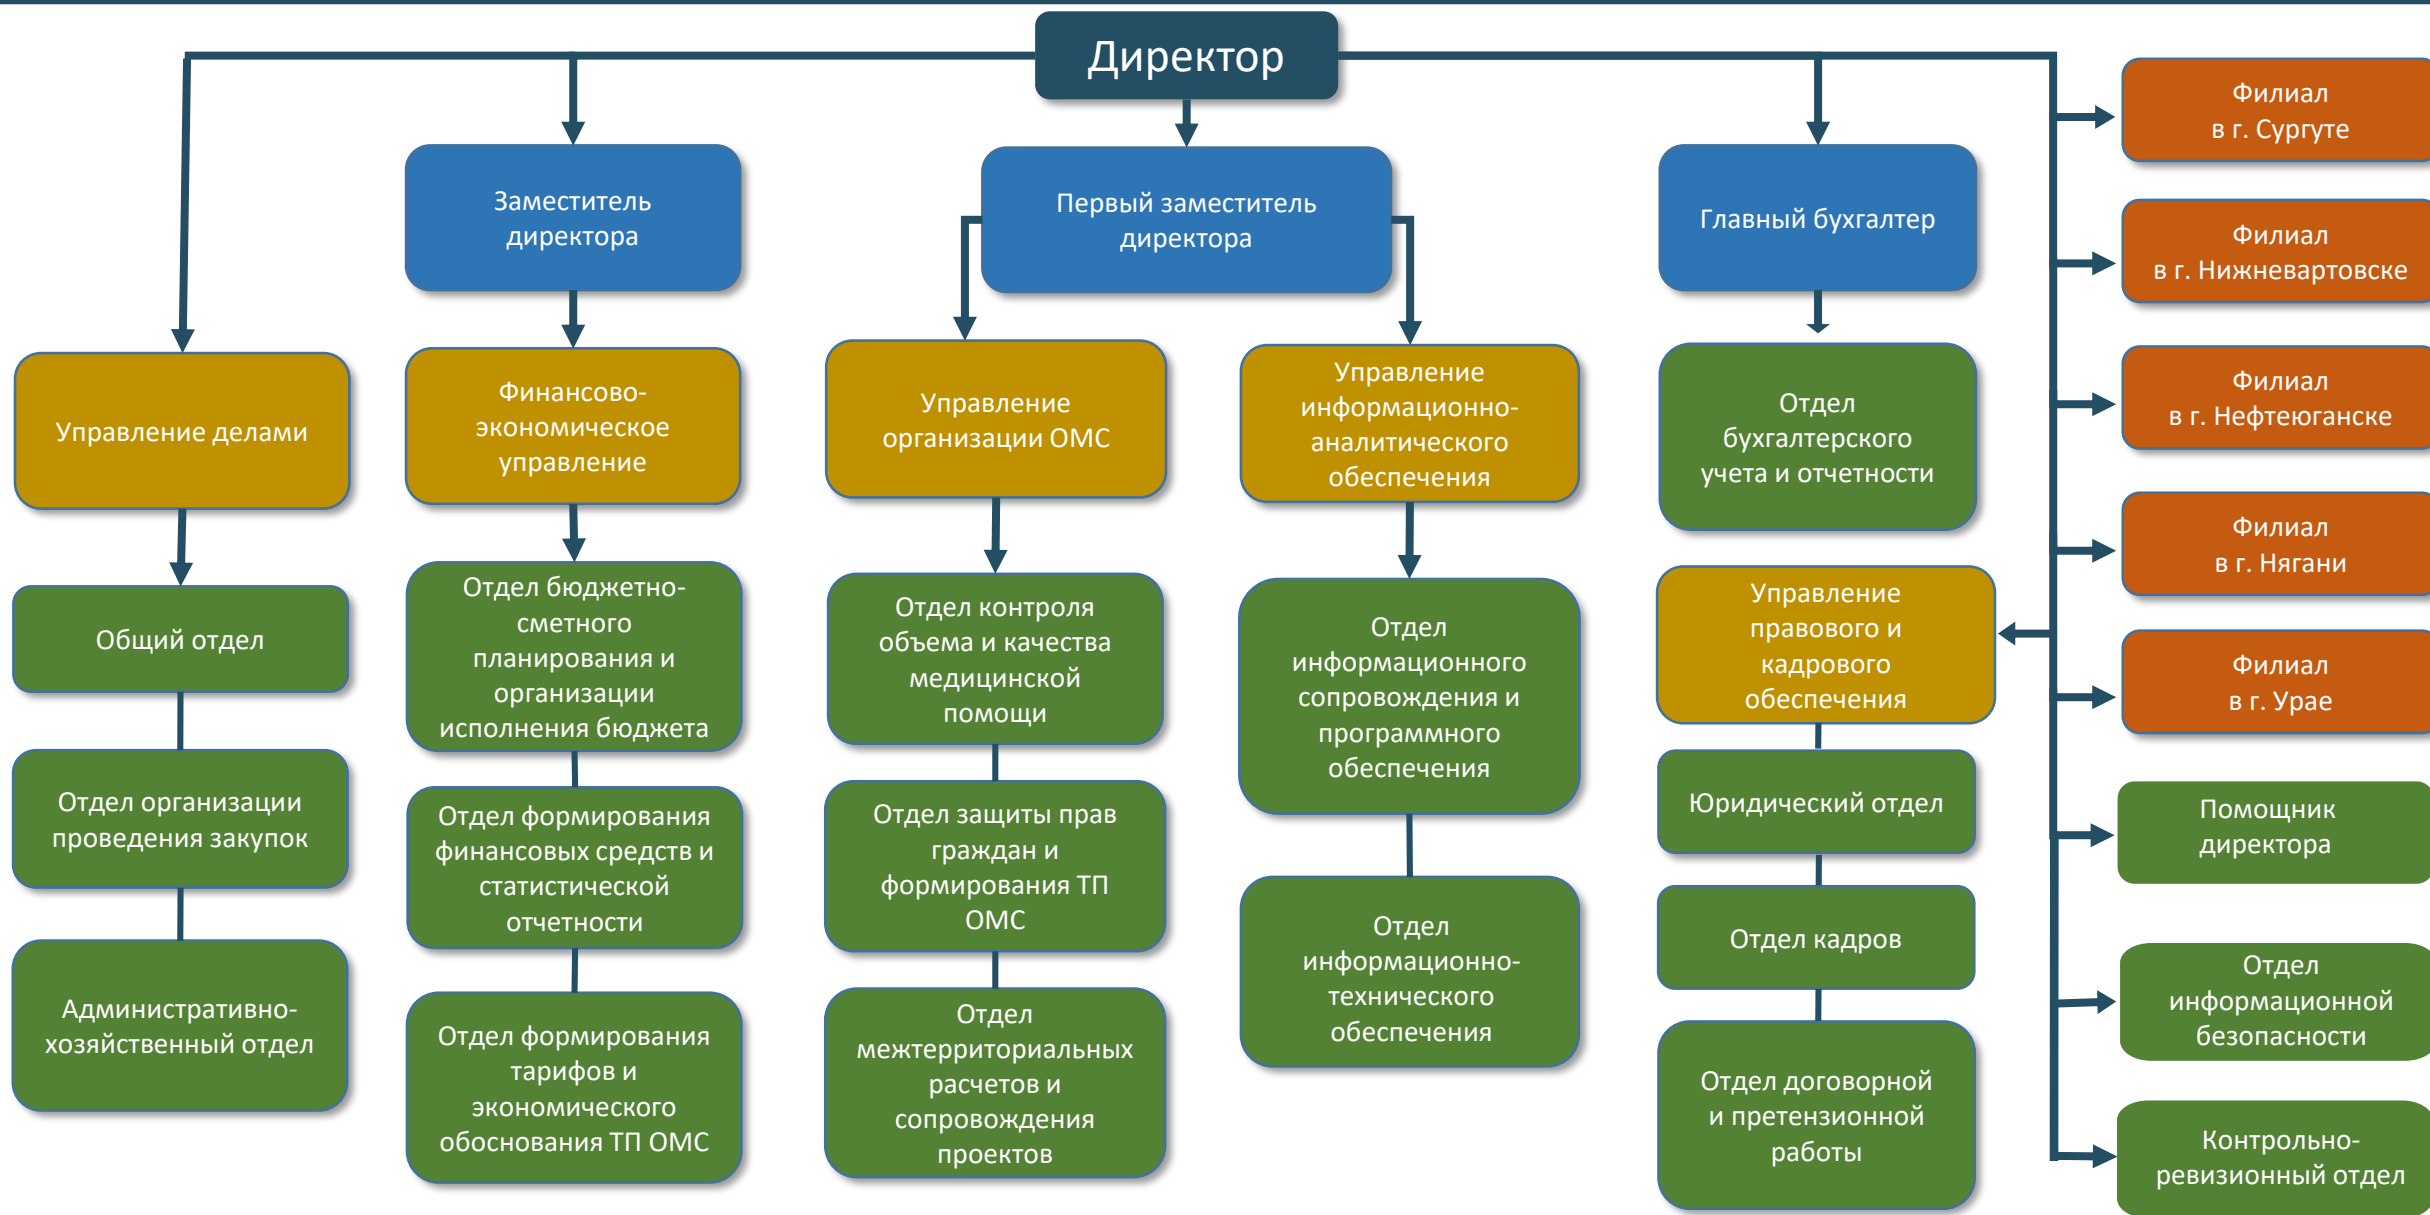 Директор
Управление делами
Общий отдел
Отдел организации
проведения закупок
Административно-
хозяйственный отдел
Заместитель
директора
Финансово-
экономическое
управление
Отдел бюджетно-
сметного
планирования и
организации
исполнения бюджета
Отдел формирования
финансовых средств и
статистической
отчетности
Отдел формирования
тарифов и
экономического
обоснования ТП ОМС
Первый заместитель
директора
Управление
организации ОМС
Отдел контроля
объема и качества
медицинской
помощи
Отдел защиты прав
граждан и
формирования ТП
ОМС
Отдел
межтерриториальных
расчетов и
сопровождения
проектов
Управление
информационно-
аналитического
обеспечения
Отдел
информационного
сопровождения и
программного
обеспечения
Отдел
информационно-
технического
обеспечения
Главный бухгалтер
Отдел
бухгалтерского
учета и отчетности
Управление
правового и
кадрового
обеспечения
Юридический отдел
Отдел кадров
Отдел договорной
и претензионной
работы
Филиал
в г. Сургуте
Филиал
в г. Нижневартовске
Филиал
в г. Нефтеюганске
Филиал
в г. Нягани
Филиал
в г. Урае
Помощник
директора
Отдел
информационной
безопасности
Контрольно-
ревизионный отдел